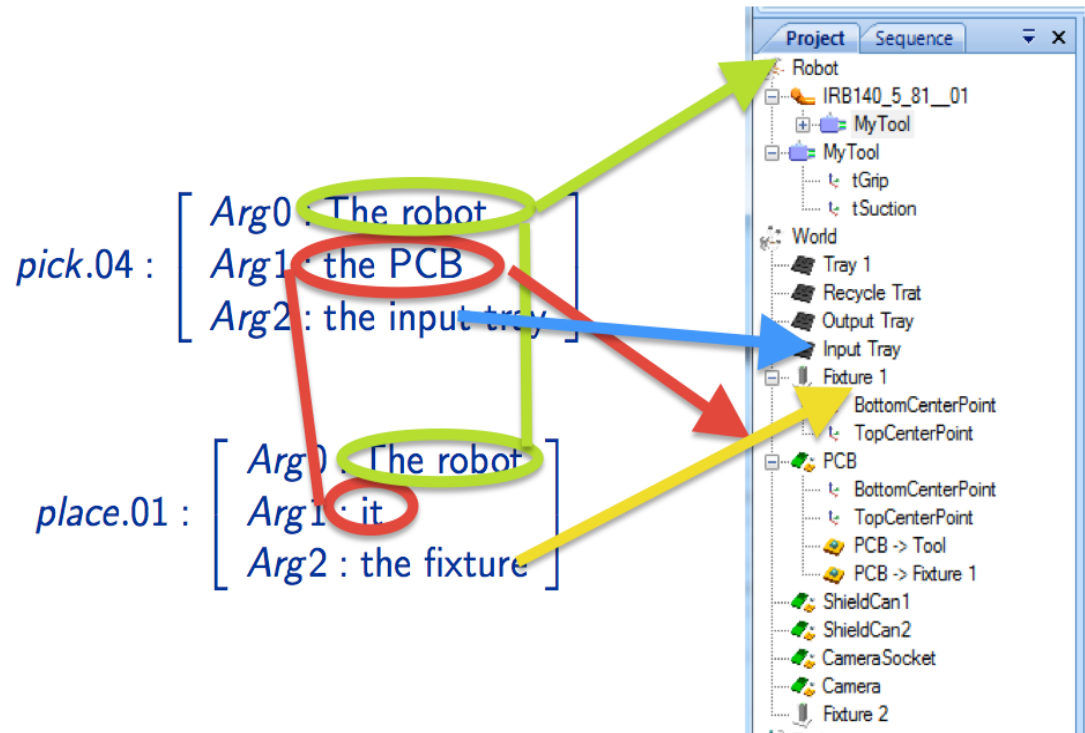 pick.04 :
Arg0 : The robot
Arg1 : the PCB
Arg2 : the input tray
place.01 :
Arg0 : The robot
Arg1 : it
Arg2 : the fixture
Project Sequence
Robot
IRB140_5_81__01
MyTool
MyTool
tGrip
tSuction
World
Tray 1
Recycle Trat
Output Tray
Input Tray
Fixture 1
BottomCenterPoint
TopCenterPoint
PCB
BottomCenterPoint
TopCenterPoint
PCB -> Tool
PCB -> Fixture 1
ShieldCan1
ShieldCan2
CameraSocket
Camera
Fixture 2